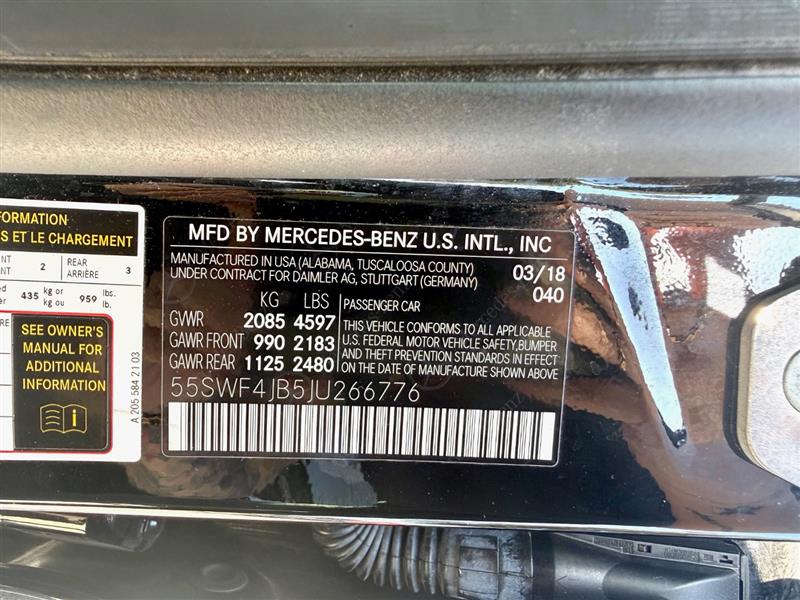 FORMATION
S ET LE CHARGEMENT
2 REAR ARRIÈRE 3
435 kg or kg ou 959 lbs. lb.
SEE OWNER'S
MANUAL FOR
ADDITIONAL
INFORMATION
A 205 584 21 03
MFD BY MERCEDES-BENZ U.S. INTL., INC
MANUFACTURED IN USA (ALABAMA, TUSCALOOSA COUNTY)
UNDER CONTRACT FOR DAIMLER AG, STUTTGART (GERMANY)
03/18
040
KG LBS
GVWR 2085 4597
GAWR FRONT 990 2183
GAWR REAR 1125 2480
PASSENGER CAR
THIS VEHICLE CONFORMS TO ALL APPLICABLE
U.S. FEDERAL MOTOR VEHICLE SAFETY, BUMPER
AND THEFT PREVENTION STANDARDS IN EFFECT
ON THE DATE OF MANUFACTURE SHOWN ABOVE.
55SWF4JB5JU266776